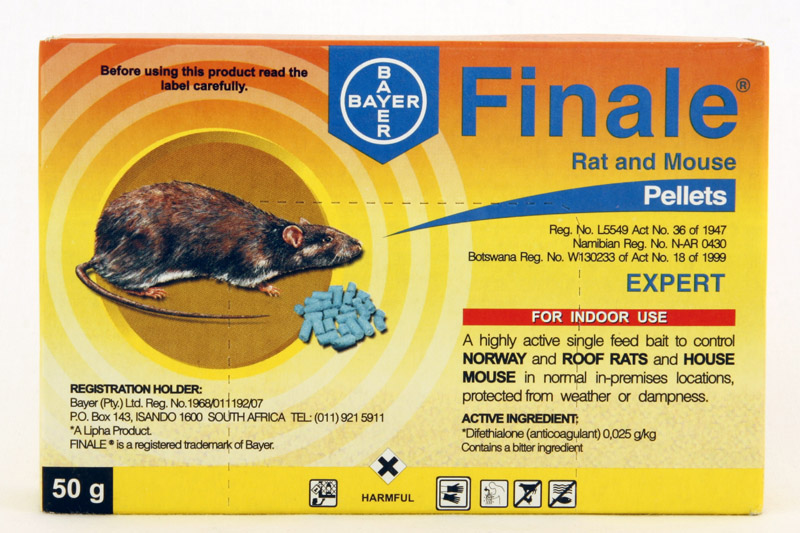 Before using this product read the
label carefully.
BAYER
BAYER
Finale®
Rat and Mouse
Pellets
Reg. No. L5549 Act No. 36 of 1947
Namibian Reg. No. N-AR 0430
Botswana Reg. No. W130233 of Act No. 18 of 1999
EXPERT
FOR INDOOR USE
A highly active single feed bait to control
NORWAY and ROOF RATS and HOUSE
MOUSE in normal in-premises locations,
protected from weather or dampness.
REGISTRATION HOLDER:
Bayer (Pty.) Ltd. Reg. No.1968/011192/07
P.O. Box 143, ISANDO 1600 SOUTH AFRICA TEL: (011) 921 5911
*A Lipha Product.
FINALE ® is a registered trademark of Bayer.
ACTIVE INGREDIENT:
*Difethialone (anticoagulant) 0,025 g/kg
Contains a bitter ingredient
50 g
HARMFUL